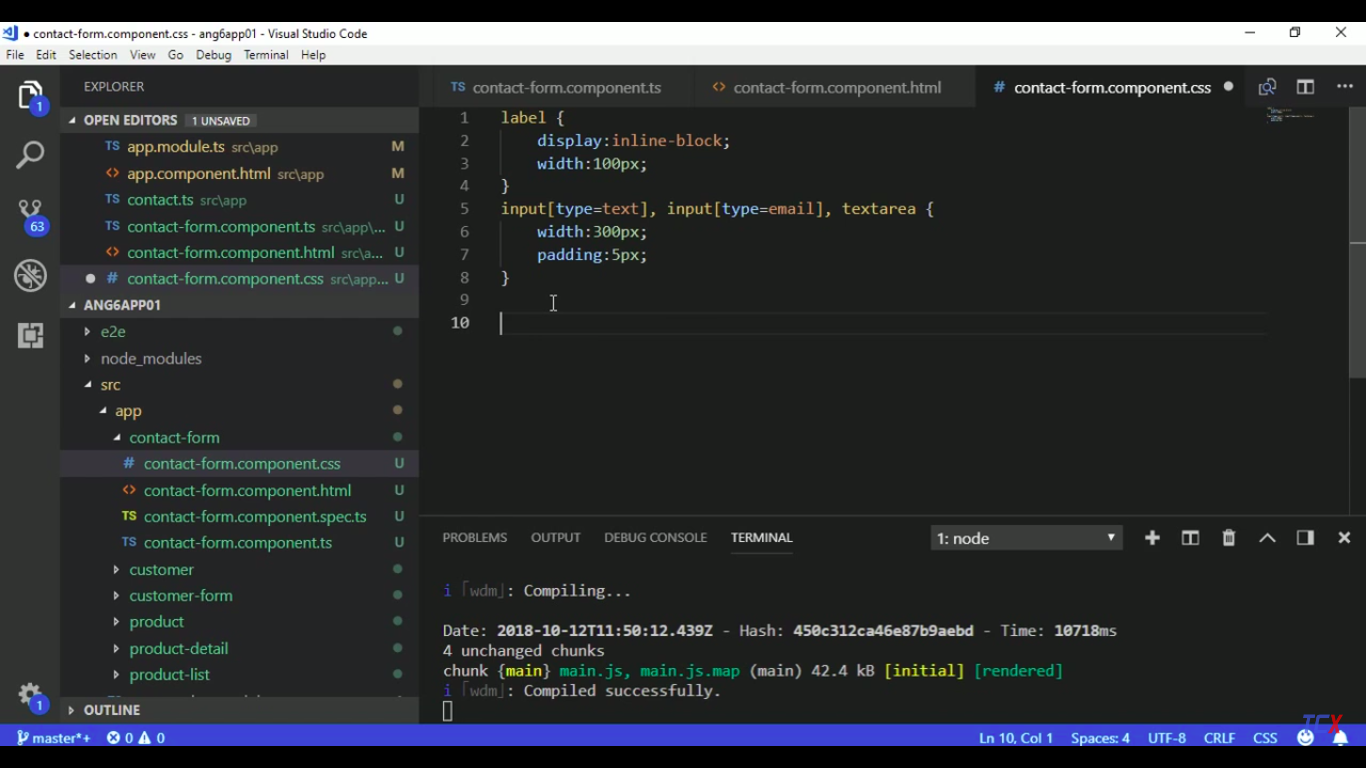 ● contact-form.component.css - ang6app01 - Visual Studio Code
File Edit Selection View Go Debug Terminal Help
EXPLORER
OPEN EDITORS 1 UNSAVED
TS app.module.ts src\app M
<> app.component.html src\app M
TS contact.ts src\app U
TS contact-form.component.ts src\app\... U
<> contact-form.component.html src\a... U
● # contact-form.component.css src\app... U
ANG6APP01
e2e
node_modules
src
app
contact-form
# contact-form.component.css U
<> contact-form.component.html U
TS contact-form.component.spec.ts U
TS contact-form.component.ts U
customer
customer-form
product
product-detail
product-list
OUTLINE
1
63
1
TS contact-form.component.ts <> contact-form.component.html # contact-form.component.css ●
1 label {
2 display:inline-block;
3 width:100px;
4 }
5 input[type=text], input[type=email], textarea {
6 width:300px;
7 padding:5px;
8 }
9
10
PROBLEMS OUTPUT DEBUG CONSOLE TERMINAL 1: node
i ｢wdm｣: Compiling...
Date: 2018-10-12T11:50:12.439Z - Hash: 450c312ca46e87b9aebd - Time: 10718ms
4 unchanged chunks
chunk {main} main.js, main.js.map (main) 42.4 kB [initial] [rendered]
i ｢wdm｣: Compiled successfully.
TCX
master*+ 0 0 Ln 10, Col 1 Spaces: 4 UTF-8 CRLF CSS